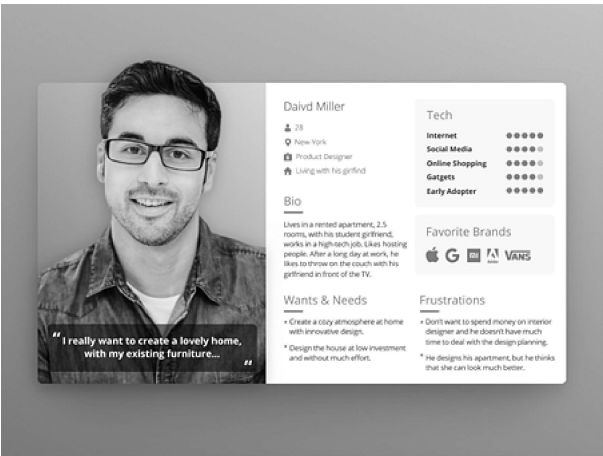 Daivd Miller
28
New York
Product Designer
Living with his girlfind
Bio
Lives in a rented apartment, 2.5
rooms, with his student girlfriend,
works in a high-tech job. Likes hosting
people. After a long day at work, he
likes to throw on the couch with his
girlfriend in front of the TV.
Wants & Needs
• Create a cozy atmosphere at home
with innovative design.
* Design the house at low investment
and without much effort.
Tech
Internet
Social Media
Online Shopping
Gatgets
Early Adopter
Favorite Brands
G
mi
VANS
Frustrations
• Don't want to spend money on interior
designer and he doesn't have much
time to deal with the design planning.
* He designs his apartment, but he thinks
that she can look much better.
“ I really want to create a lovely home,
with my existing furniture... ”